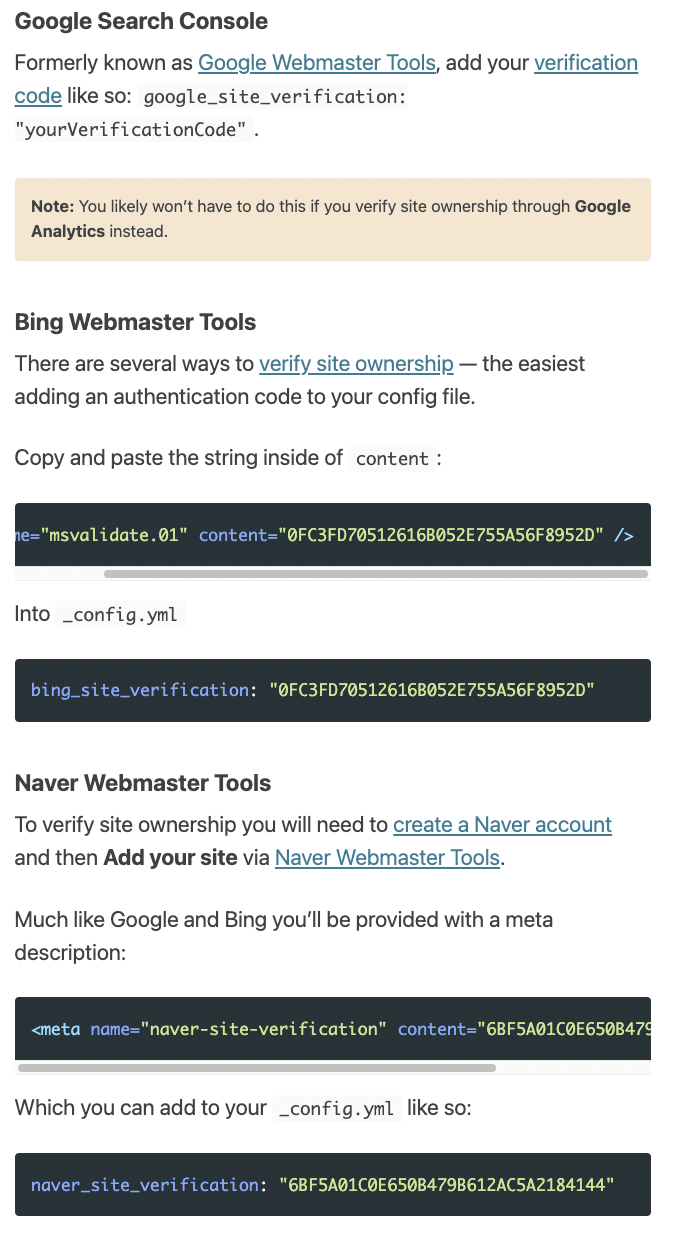 Google Search Console
Formerly known as Google Webmaster Tools, add your verification
code like so: google_site_verification:
"yourVerificationCode" .
Note: You likely won’t have to do this if you verify site ownership through Google
Analytics instead.
Bing Webmaster Tools
There are several ways to verify site ownership — the easiest
adding an authentication code to your config file.
Copy and paste the string inside of content :
me="msvalidate.01" content="0FC3FD70512616B052E755A56F8952D" />
Into _config.yml
bing_site_verification: "0FC3FD70512616B052E755A56F8952D"
Naver Webmaster Tools
To verify site ownership you will need to create a Naver account
and then Add your site via Naver Webmaster Tools.
Much like Google and Bing you’ll be provided with a meta
description:
<meta name="naver-site-verification" content="6BF5A01C0E650B479
Which you can add to your _config.yml like so:
naver_site_verification: "6BF5A01C0E650B479B612AC5A2184144"